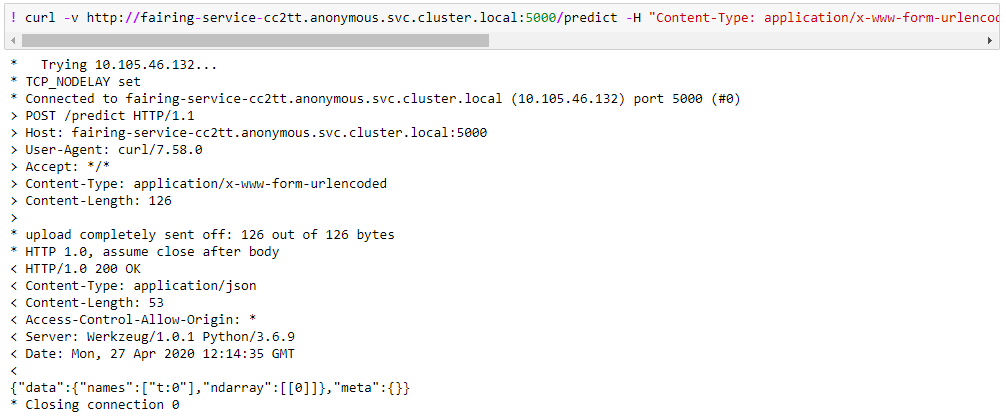 ! curl -v http://fairing-service-cc2tt.anonymous.svc.cluster.local:5000/predict -H "Content-Type: application/x-www-form-urlencod
*   Trying 10.105.46.132...
* TCP_NODELAY set
* Connected to fairing-service-cc2tt.anonymous.svc.cluster.local (10.105.46.132) port 5000 (#0)
> POST /predict HTTP/1.1
> Host: fairing-service-cc2tt.anonymous.svc.cluster.local:5000
> User-Agent: curl/7.58.0
> Accept: */*
> Content-Type: application/x-www-form-urlencoded
> Content-Length: 126
>
* upload completely sent off: 126 out of 126 bytes
* HTTP 1.0, assume close after body
< HTTP/1.0 200 OK
< Content-Type: application/json
< Content-Length: 53
< Access-Control-Allow-Origin: *
< Server: Werkzeug/1.0.1 Python/3.6.9
< Date: Mon, 27 Apr 2020 12:14:35 GMT
<
{"data":{"names":["t:0"],"ndarray":[[0]]},"meta":{}}
* Closing connection 0